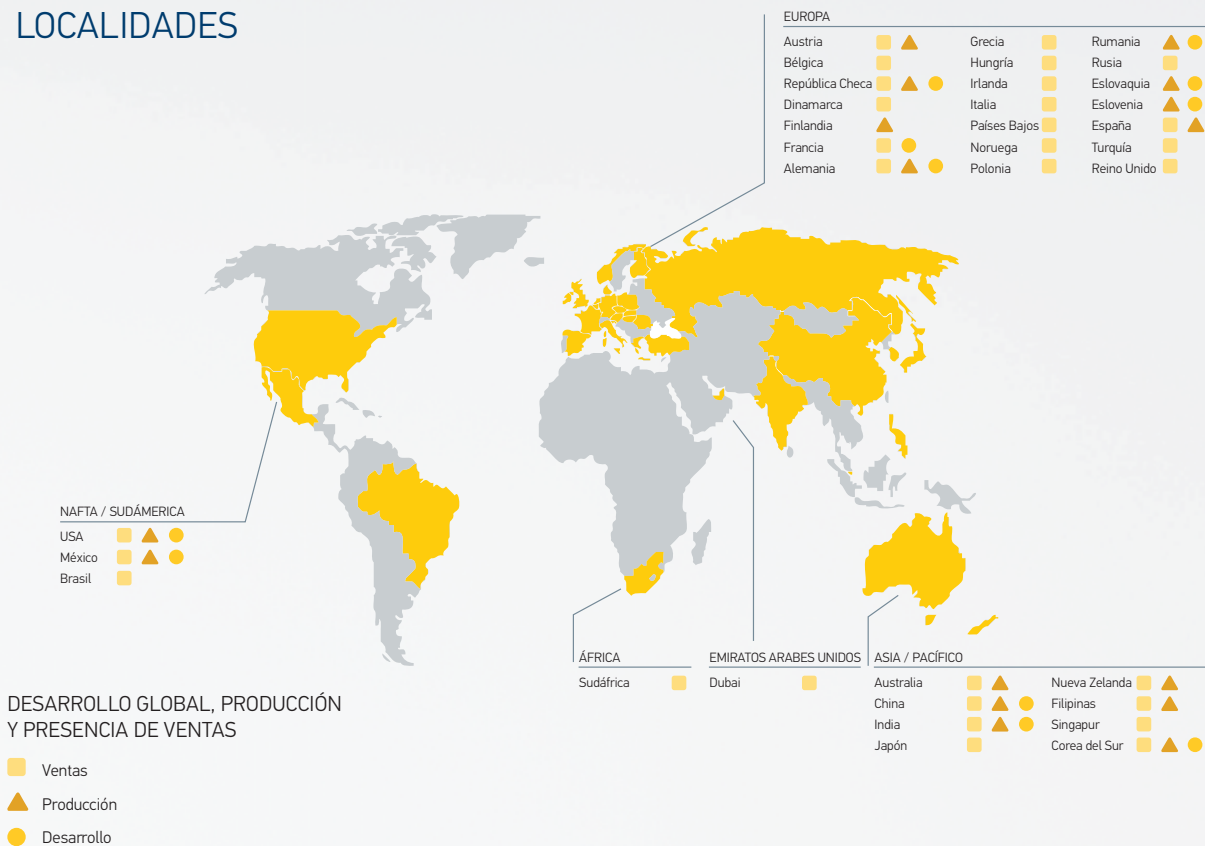 LOCALIDADES
EUROPA
Austria
Bélgica
República Checa
Dinamarca
Finlandia
Francia
Alemania
Grecia
Hungría
Irlanda
Italia
Países Bajos
Noruega
Polonia
Rumania
Rusia
Eslovaquia
Eslovenia
España
Turquía
Reino Unido
NAFTA / SUDÁMERICA
USA
México
Brasil
ÁFRICA
Sudáfrica
EMIRATOS ARABES UNIDOS
Dubai
ASIA / PACÍFICO
Australia
China
India
Japón
Nueva Zelanda
Filipinas
Singapur
Corea del Sur
DESARROLLO GLOBAL, PRODUCCIÓN
Y PRESENCIA DE VENTAS
Ventas
Producción
Desarrollo